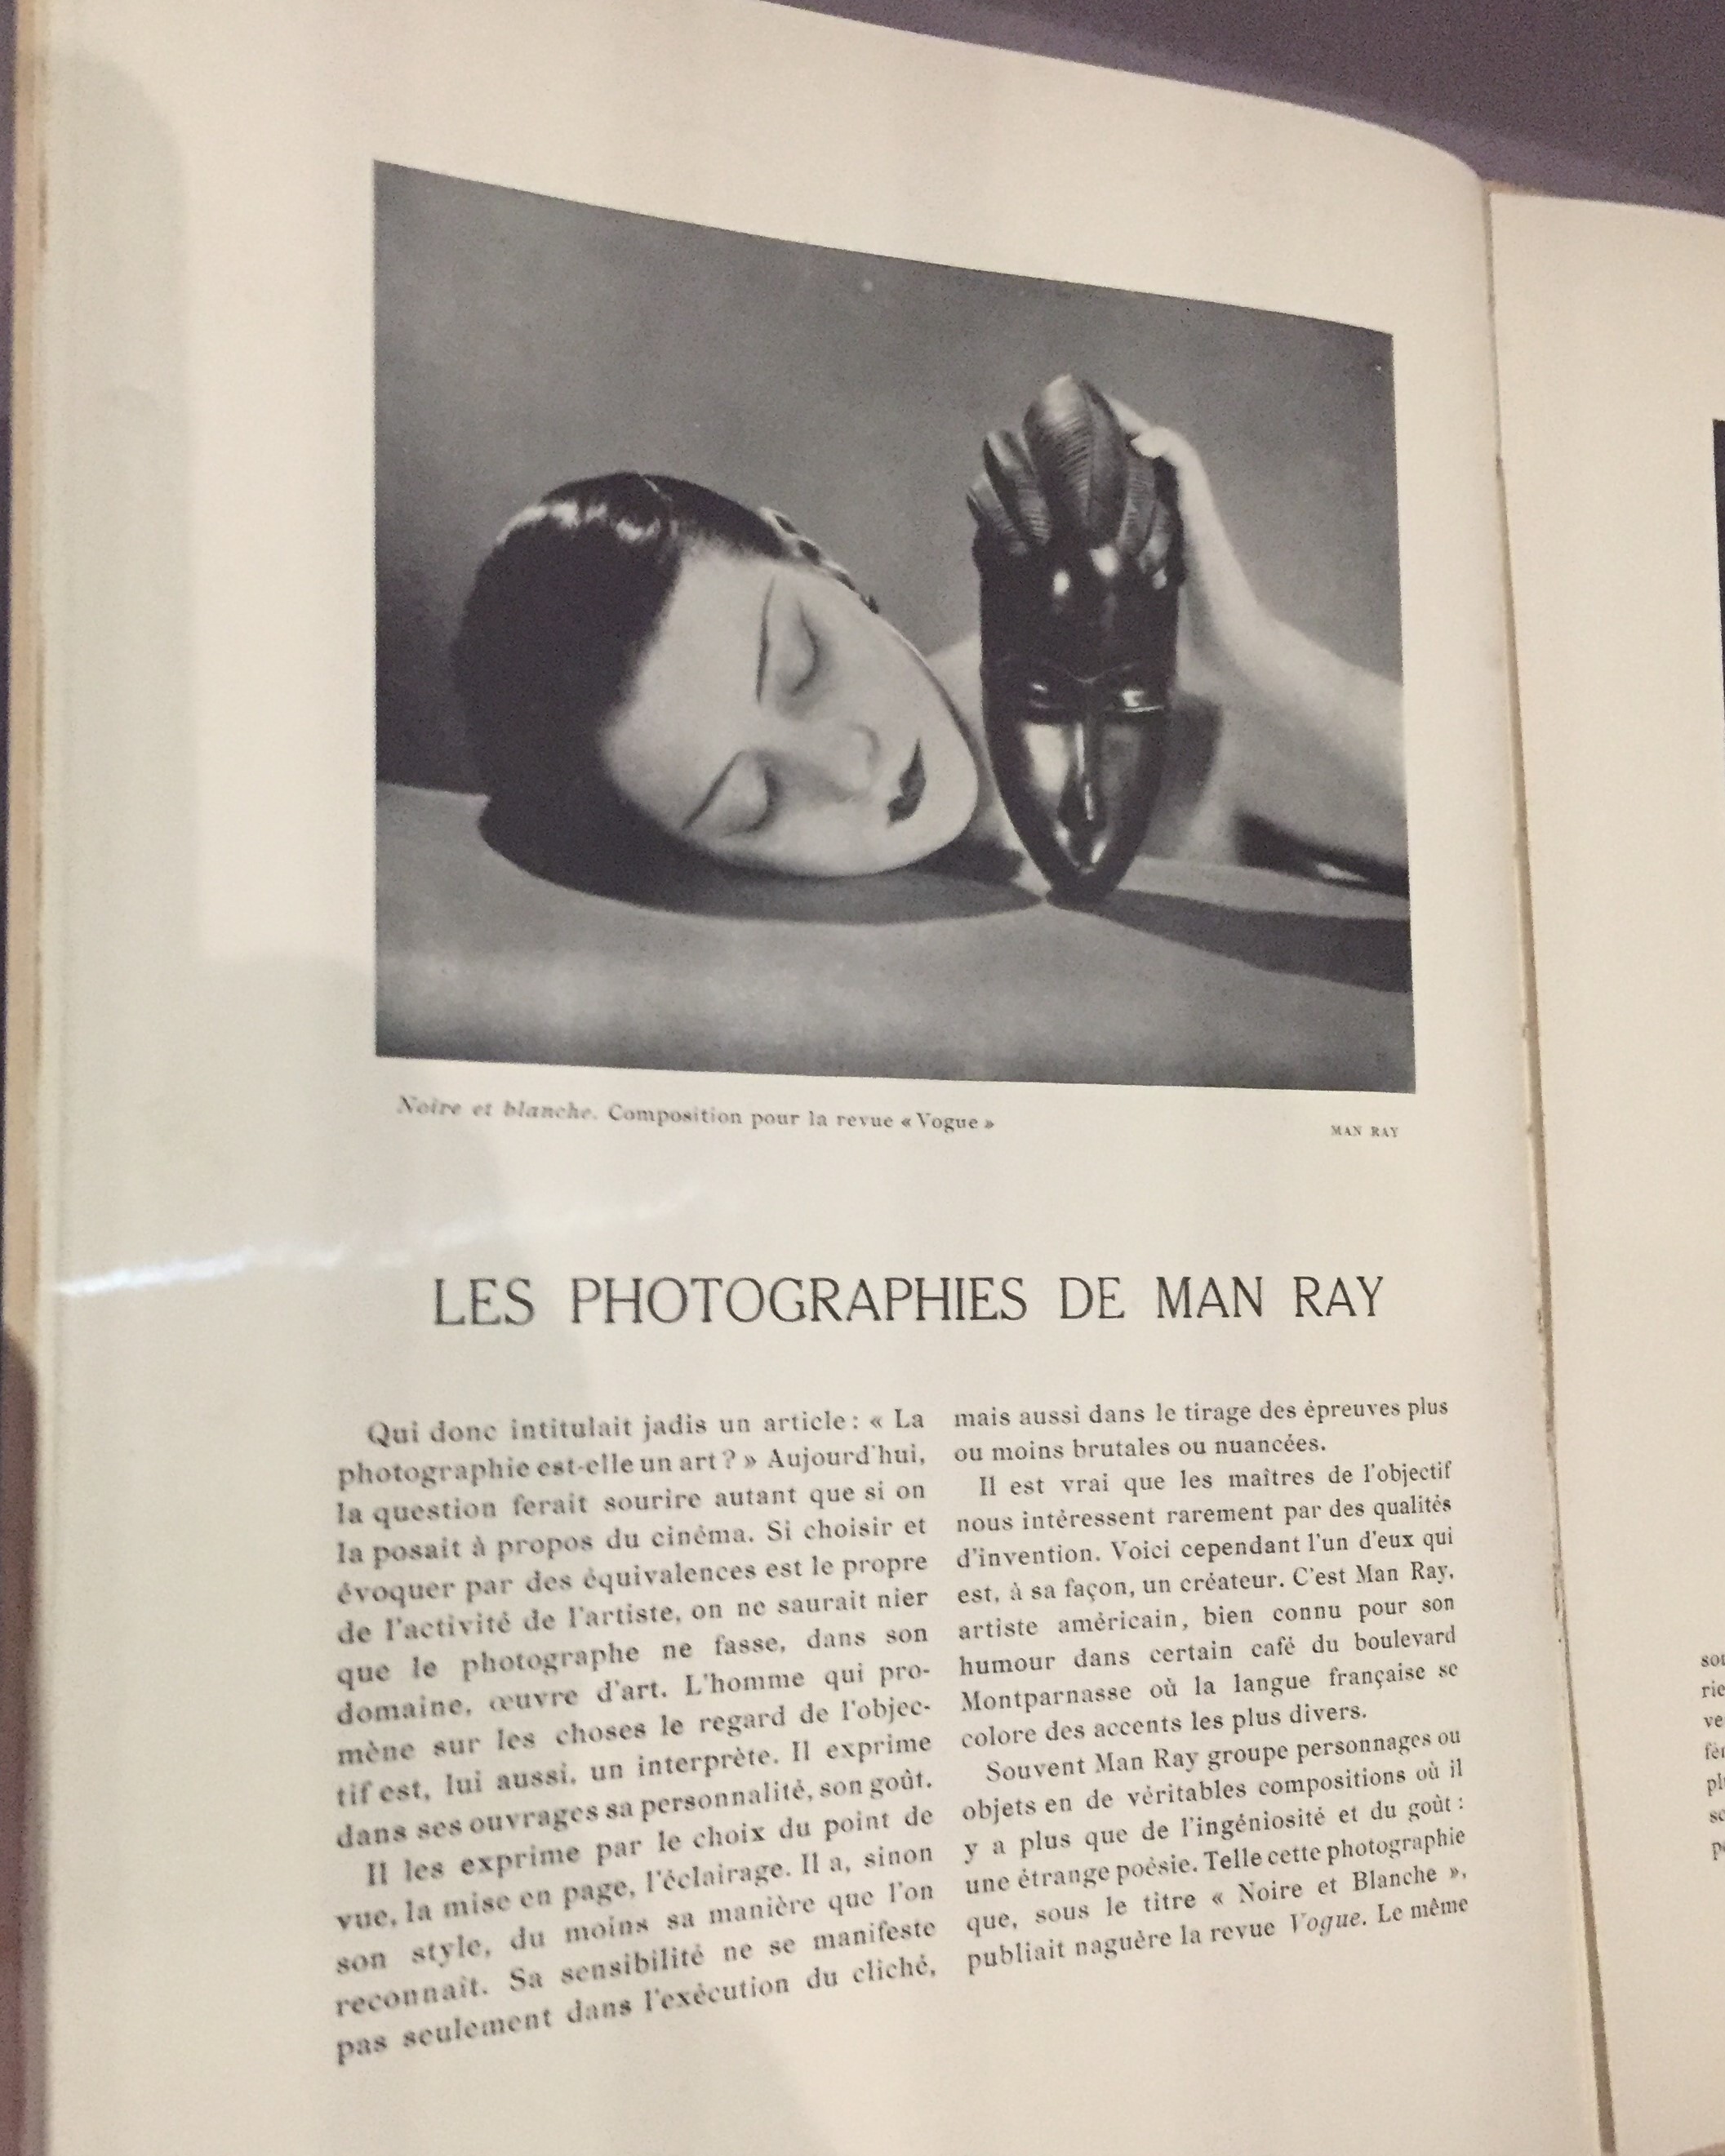 Noire et blanche. Composition pour la revue « Vogue »
MAN RAY
LES PHOTOGRAPHIES DE MAN RAY
Qui donc intitulait jadis un article : « La
photographie est-elle un art ? » Aujourd'hui,
la question ferait sourire autant que si on
la posait à propos du cinéma. Si choisir et
évoquer par des équivalences est le propre
de l'activité de l'artiste, on ne saurait nier
que le photographe ne fasse, dans son
domaine, œuvre d'art. L'homme qui pro-
mène sur les choses le regard de l'objec-
tif est, lui aussi, un interprète. Il exprime
dans ses ouvrages sa personnalité, son goût.
Il les exprime par le choix du point de
vue, la mise en page, l'éclairage. Il a, sinon
son style, du moins sa manière que l'on
reconnaît. Sa sensibilité ne se manifeste
pas seulement dans l'exécution du cliché,
mais aussi dans le tirage des épreuves plus
ou moins brutales ou nuancées.
Il est vrai que les maîtres de l'objectif
nous intéressent rarement par des qualités
d'invention. Voici cependant l'un d'eux qui
est, à sa façon, un créateur. C'est Man Ray,
artiste américain, bien connu pour son
humour dans certain café du boulevard
Montparnasse où la langue française se
colore des accents les plus divers.
Souvent Man Ray groupe personnages ou
objets en de véritables compositions où il
y a plus que de l'ingéniosité et du goût :
une étrange poésie. Telle cette photographie
que, sous le titre « Noire et Blanche »,
publiait naguère la revue Vogue. Le même